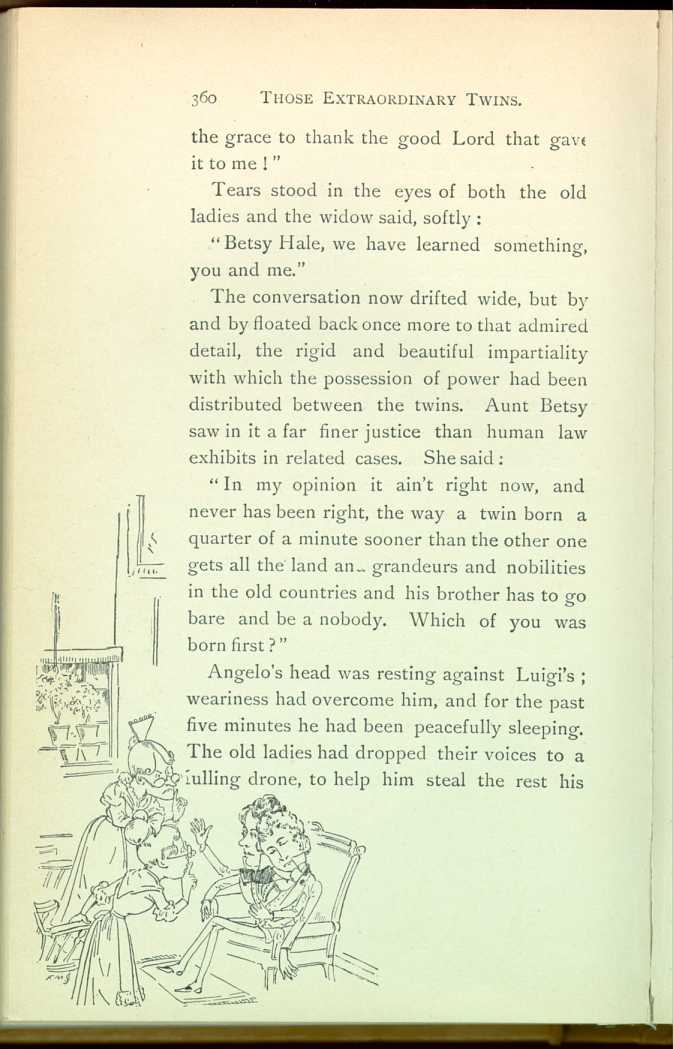 360 THOSE EXTRAORDINARY TWINS.
the grace to thank the good Lord that gave
it to me ! "
Tears stood in the eyes of both the old
ladies and the widow said, softly :
" Betsy Hale, we have learned something,
you and me."
The conversation now drifted wide, but by
and by floated back once more to that admired
detail, the rigid and beautiful impartiality
with which the possession of power had been
distributed between the twins. Aunt Betsy
saw in it a far finer justice than human law
exhibits in related cases. She said :
" In my opinion it ain't right now, and
never has been right, the way a twin born a
quarter of a minute sooner than the other one
gets all the land an grandeurs and nobilities
in the old countries and his brother has to go
bare and be a nobody. Which of you was
born first ? "
Angelo's head was resting against Luigi's ;
weariness had overcome him, and for the past
five minutes he had been peacefully sleeping.
The old ladies had dropped their voices to a
lulling drone, to help him steal the rest his